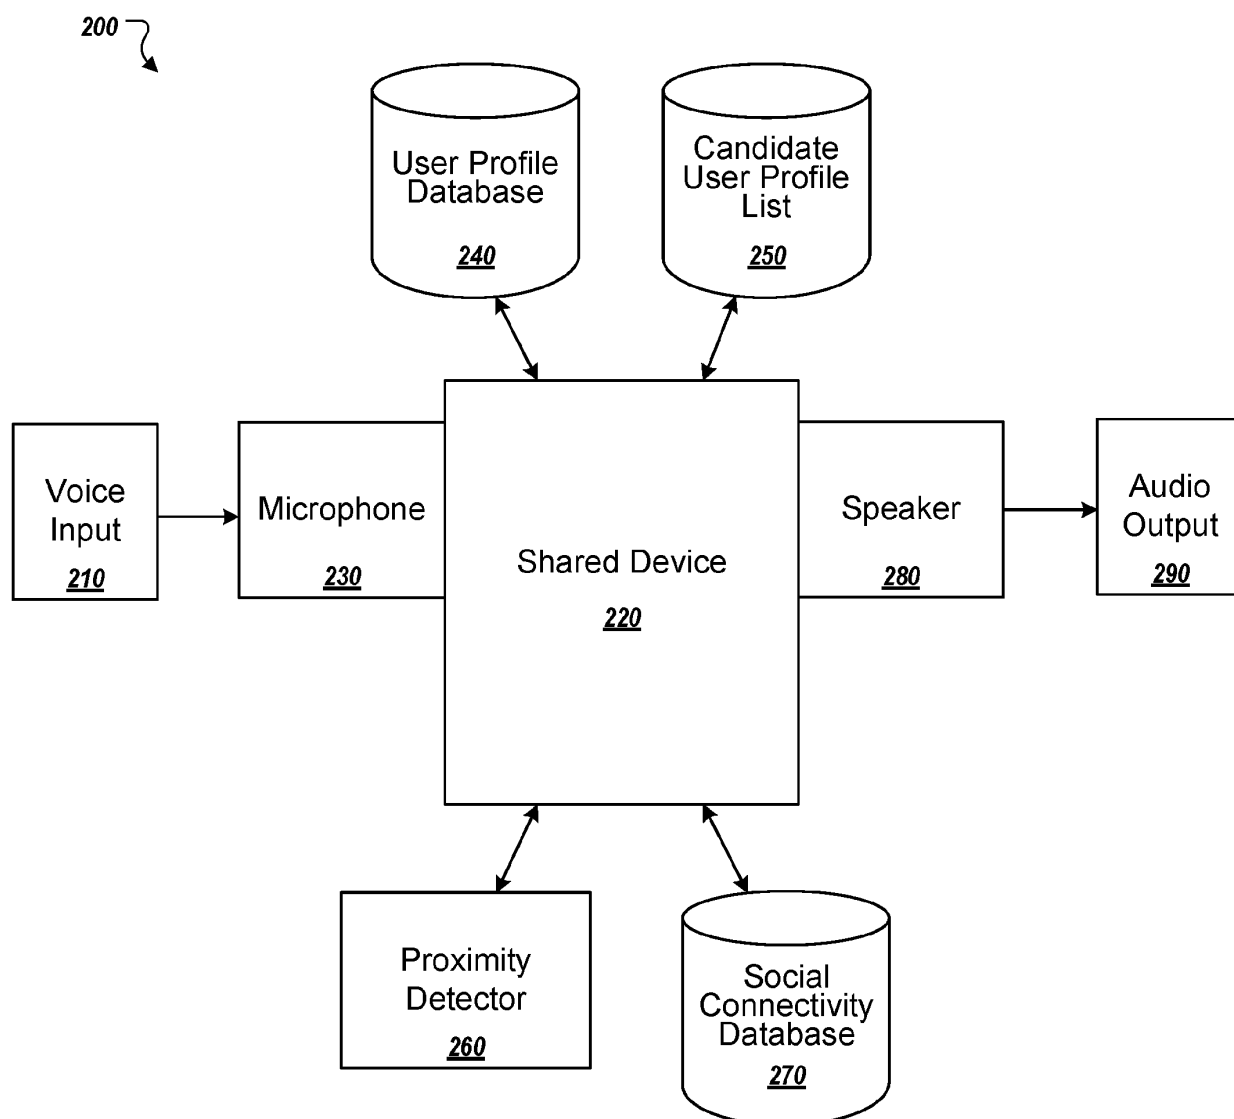 200
User Profile
Database
240
Candidate
User Profile
List
250
Voice
Input
210
Microphone
230
Shared Device
220
Speaker
280
Audio
Output
290
Proximity
Detector
260
Social
Connectivity
Database
270